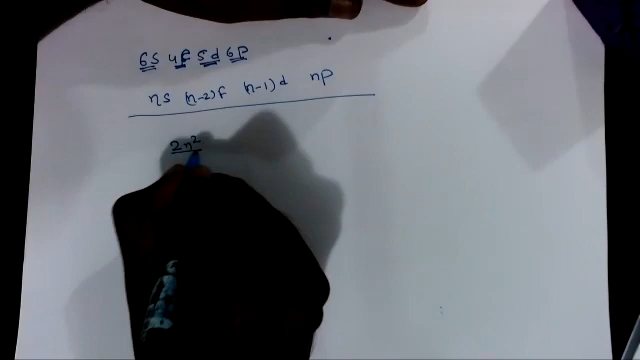 6s 4f 5d 6p
ns (n-2)f (n-1)d np
2n²